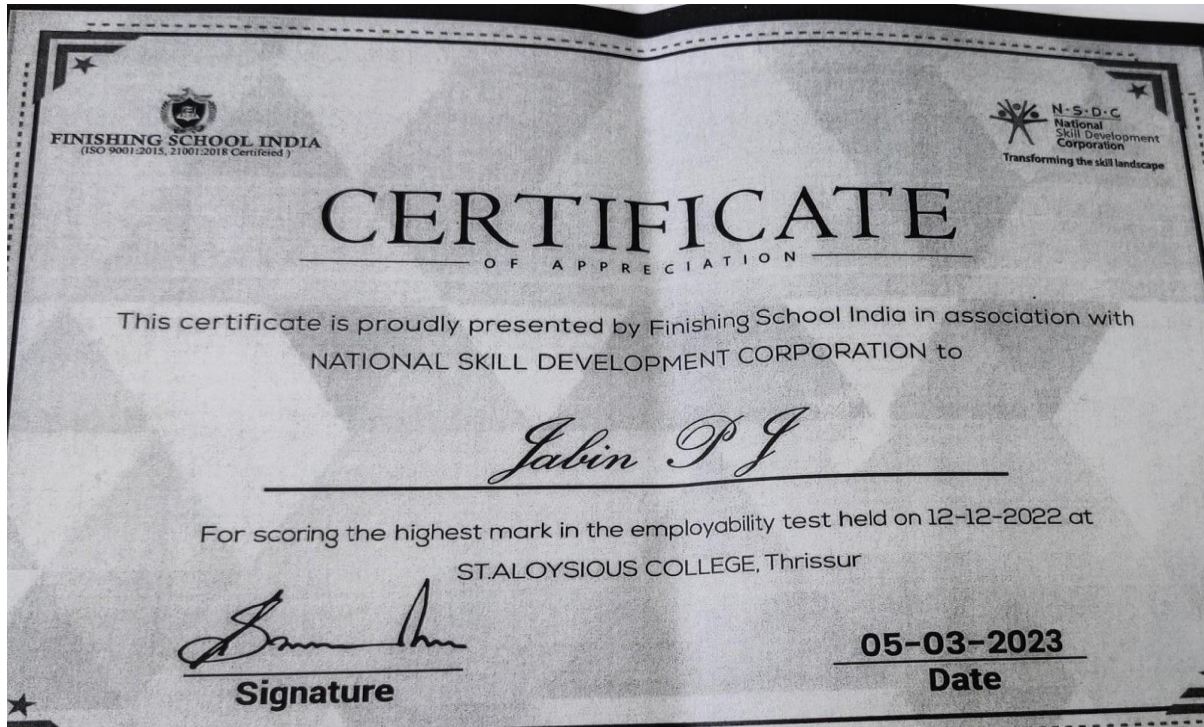 FINISHING SCHOOL INDIA
(ISO 9001:2015, 21001:2018 Certifeied )
N·S·D·C
National
Skill Development
Corporation
Transforming the skill landscape
CERTIFICATE
OF APPRECIATION
This certificate is proudly presented by Finishing School India in association with
NATIONAL SKILL DEVELOPMENT CORPORATION to
Jabin P J
For scoring the highest mark in the employability test held on 12-12-2022 at
ST.ALOYSIOUS COLLEGE, Thrissur
05-03-2023
Signature
Date